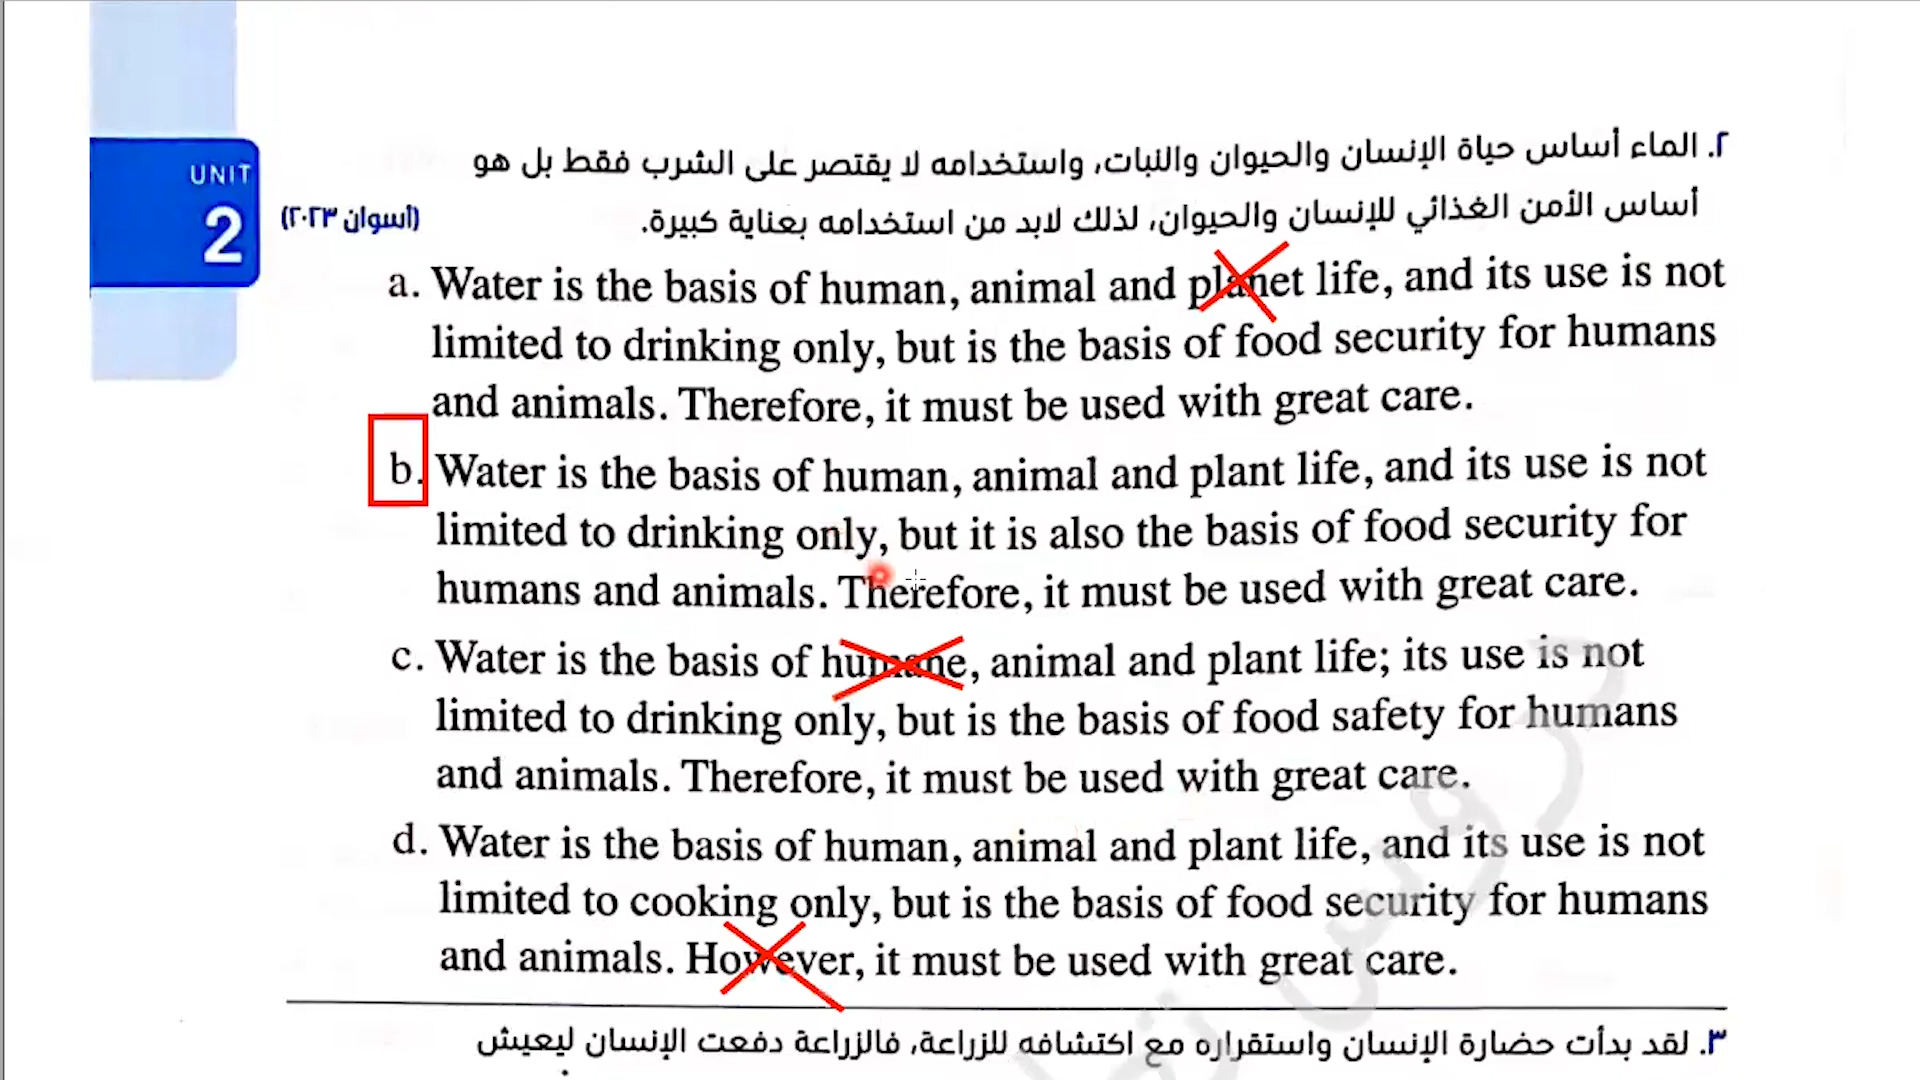 UNIT
2
٢. الماء أساس حياة الإنسان والحيوان والنبات، واستخدامه لا يقتصر على الشرب فقط بل هو
أساس الأمن الغذائي للإنسان والحيوان، لذلك لابد من استخدامه بعناية كبيرة. (أسوان ٢٠٢٣)
a. Water is the basis of human, animal and planet life, and its use is not
limited to drinking only, but is the basis of food security for humans
and animals. Therefore, it must be used with great care.
b. Water is the basis of human, animal and plant life, and its use is not
limited to drinking only, but it is also the basis of food security for
humans and animals. Therefore, it must be used with great care.
c. Water is the basis of humane, animal and plant life; its use is not
limited to drinking only, but is the basis of food safety for humans
and animals. Therefore, it must be used with great care.
d. Water is the basis of human, animal and plant life, and its use is not
limited to cooking only, but is the basis of food security for humans
and animals. However, it must be used with great care.
٣. لقد بدأت حضارة الإنسان واستقراره مع اكتشافه للزراعة، فالزراعة دفعت الإنسان ليعيش